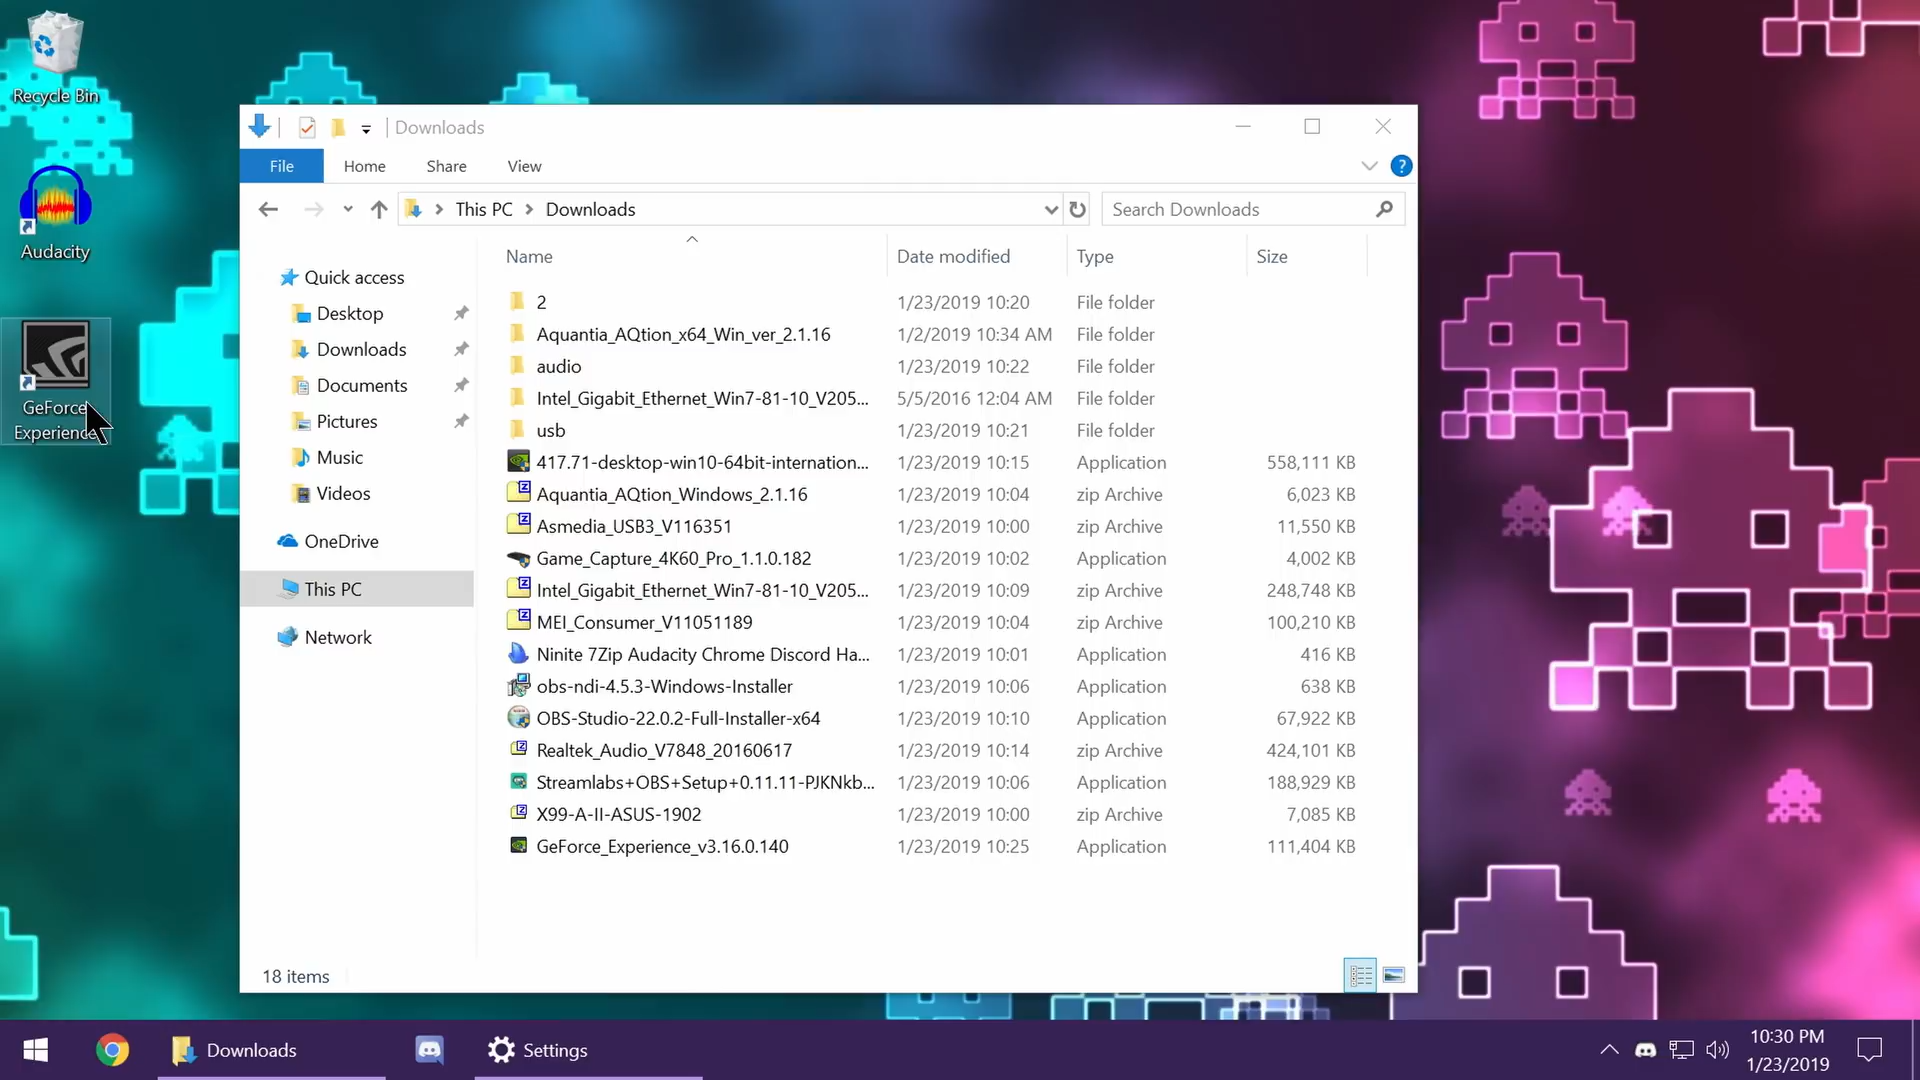 Recycle Bin
Audacity
GeForce
Experience
Downloads
File Home Share View
This PC Downloads
Search Downloads
Name Date modified Type Size
Quick access
Desktop
Downloads
Documents
Pictures
Music
Videos
OneDrive
This PC
Network
2 1/23/2019 10:20 File folder
Aquantia_AQtion_x64_Win_ver_2.1.16 1/2/2019 10:34 AM File folder
audio 1/23/2019 10:22 File folder
Intel_Gigabit_Ethernet_Win7-81-10_V205... 5/5/2016 12:04 AM File folder
usb 1/23/2019 10:21 File folder
417.71-desktop-win10-64bit-internation... 1/23/2019 10:15 Application 558,111 KB
Aquantia_AQtion_Windows_2.1.16 1/23/2019 10:04 zip Archive 6,023 KB
Asmedia_USB3_V116351 1/23/2019 10:00 zip Archive 11,550 KB
Game_Capture_4K60_Pro_1.1.0.182 1/23/2019 10:02 Application 4,002 KB
Intel_Gigabit_Ethernet_Win7-81-10_V205... 1/23/2019 10:09 zip Archive 248,748 KB
MEI_Consumer_V11051189 1/23/2019 10:04 zip Archive 100,210 KB
Ninite 7Zip Audacity Chrome Discord Ha... 1/23/2019 10:01 Application 416 KB
obs-ndi-4.5.3-Windows-Installer 1/23/2019 10:06 Application 638 KB
OBS-Studio-22.0.2-Full-Installer-x64 1/23/2019 10:10 Application 67,922 KB
Realtek_Audio_V7848_20160617 1/23/2019 10:14 zip Archive 424,101 KB
Streamlabs+OBS+Setup+0.11.11-PJKNkb... 1/23/2019 10:06 Application 188,929 KB
X99-A-II-ASUS-1902 1/23/2019 10:00 zip Archive 7,085 KB
GeForce_Experience_v3.16.0.140 1/23/2019 10:25 Application 111,404 KB
18 items
Downloads
Settings
10:30 PM
1/23/2019